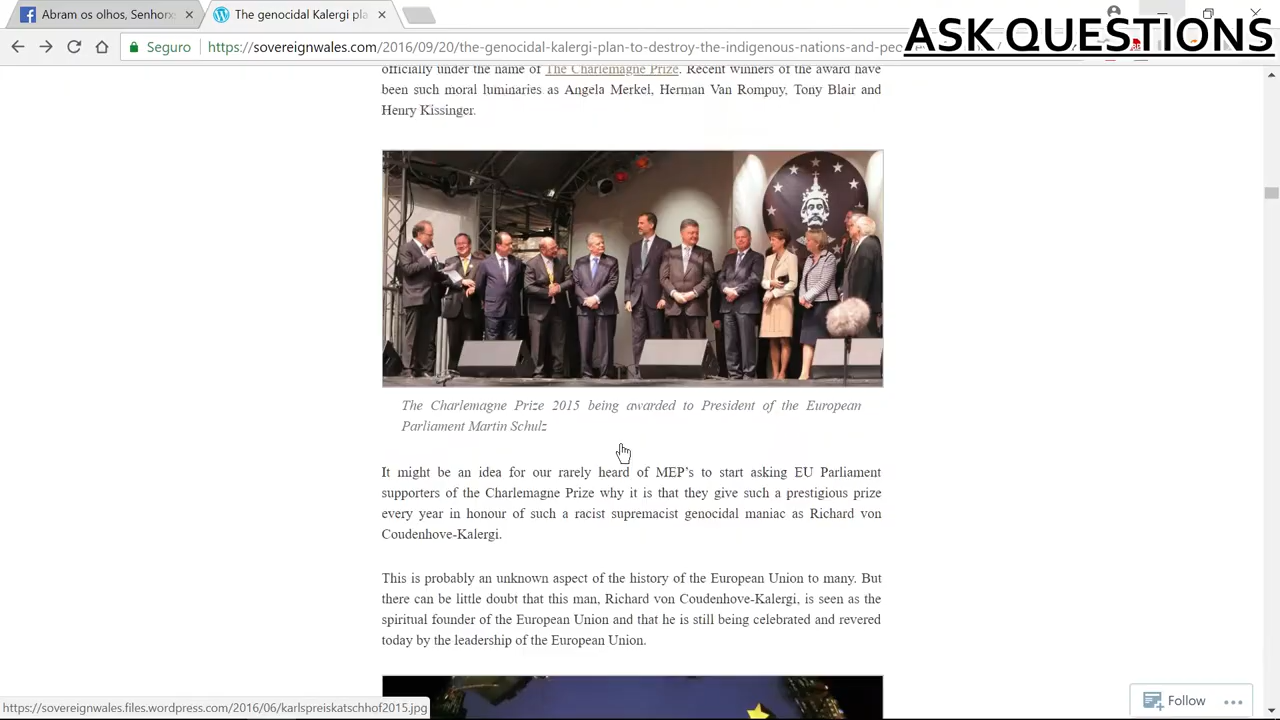 Abram os olhos, Senhor
The genocidal Kalergi pla
ASK QUESTIONS
Seguro
https://sovereignwales.com/
/09/20/the-genocidal-kalergi-plan-to-destroy-the-indigenous-nations-and-peo
officially under the name of The Charlemagne Prize. Recent winners of the award have
been such moral luminaries as Angela Merkel, Herman Van Rompuy, Tony Blair and
Henry Kissinger.
The Charlemagne Prize 2015 being awarded to President of the European
Parliament Martin Schulz
It might be an idea for our rarely heard of MEP's to start asking EU Parliament
supporters of the Charlemagne Prize why it is that they give such a prestigious prize
every year in honour of such a racist supremacist genocidal maniac as Richard von
Coudenhove-Kalergi.
This is probably an unknown aspect of the history of the European Union to many. But
there can be little doubt that this man, Richard von Coudenhove-Kalergi, is seen as the
spiritual founder of the European Union and that he is still being celebrated and revered
today by the leadership of the European Union.
Follow
https://sovereignwales.files.wordpress.com/2016/06/karlspreiskatschhof2015.jpg